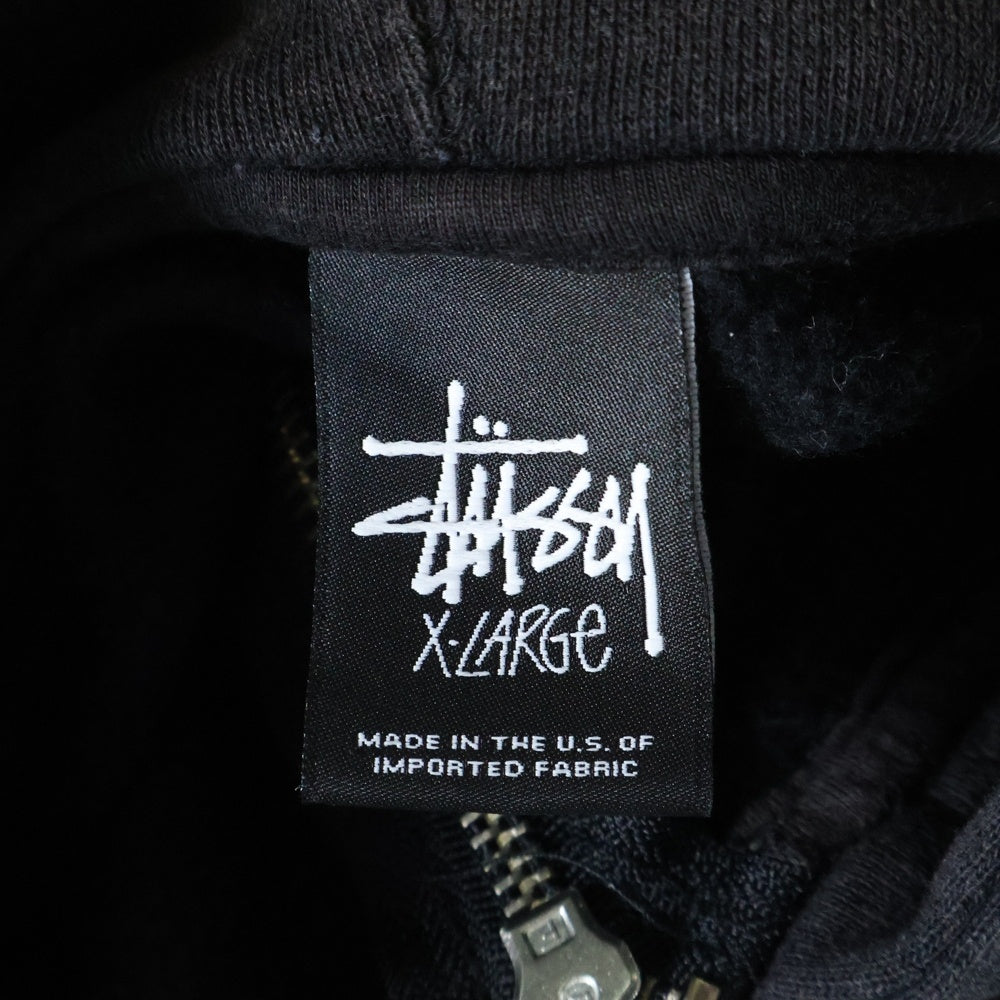 Stüssy
X-LARGe
MADE IN THE U.S. OF
IMPORTED FABRIC